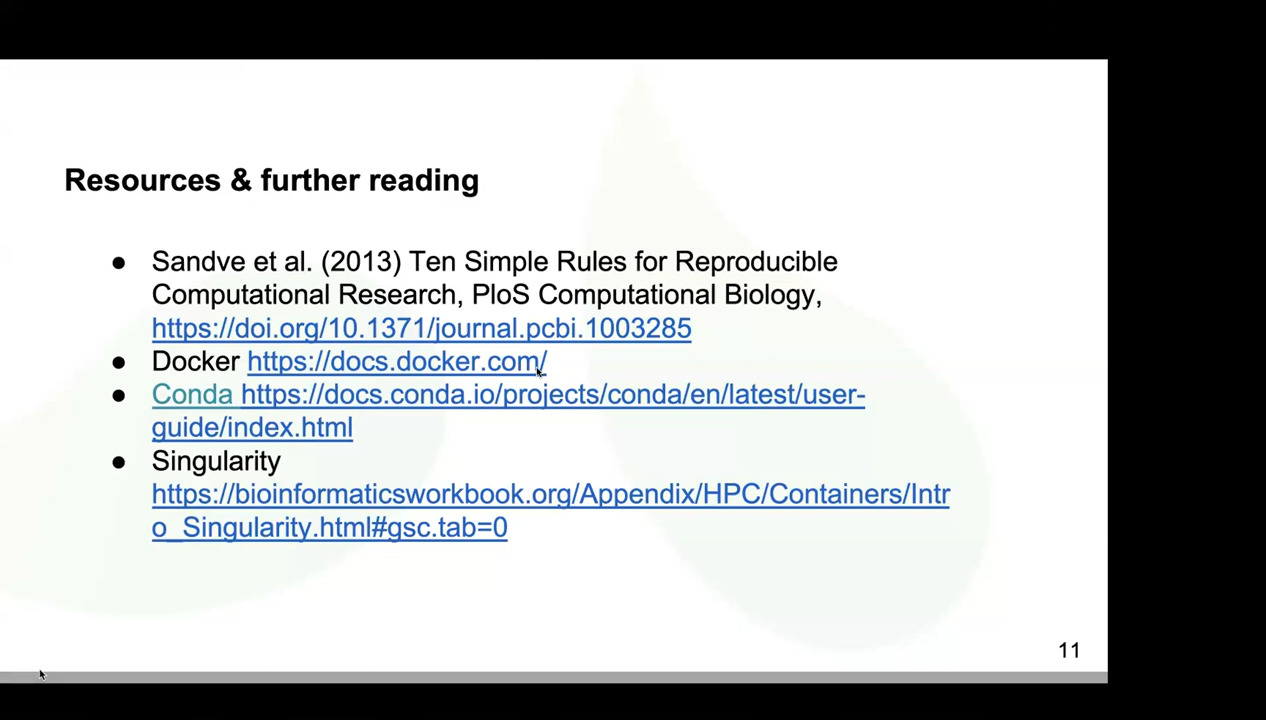 Resources & further reading
● Sandve et al. (2013) Ten Simple Rules for Reproducible
Computational Research, PloS Computational Biology,
https://doi.org/10.1371/journal.pcbi.1003285
● Docker https://docs.docker.com/
● Conda https://docs.conda.io/projects/conda/en/latest/user-
guide/index.html
● Singularity
https://bioinformaticsworkbook.org/Appendix/HPC/Containers/Intr
o_Singularity.html#gsc.tab=0
11